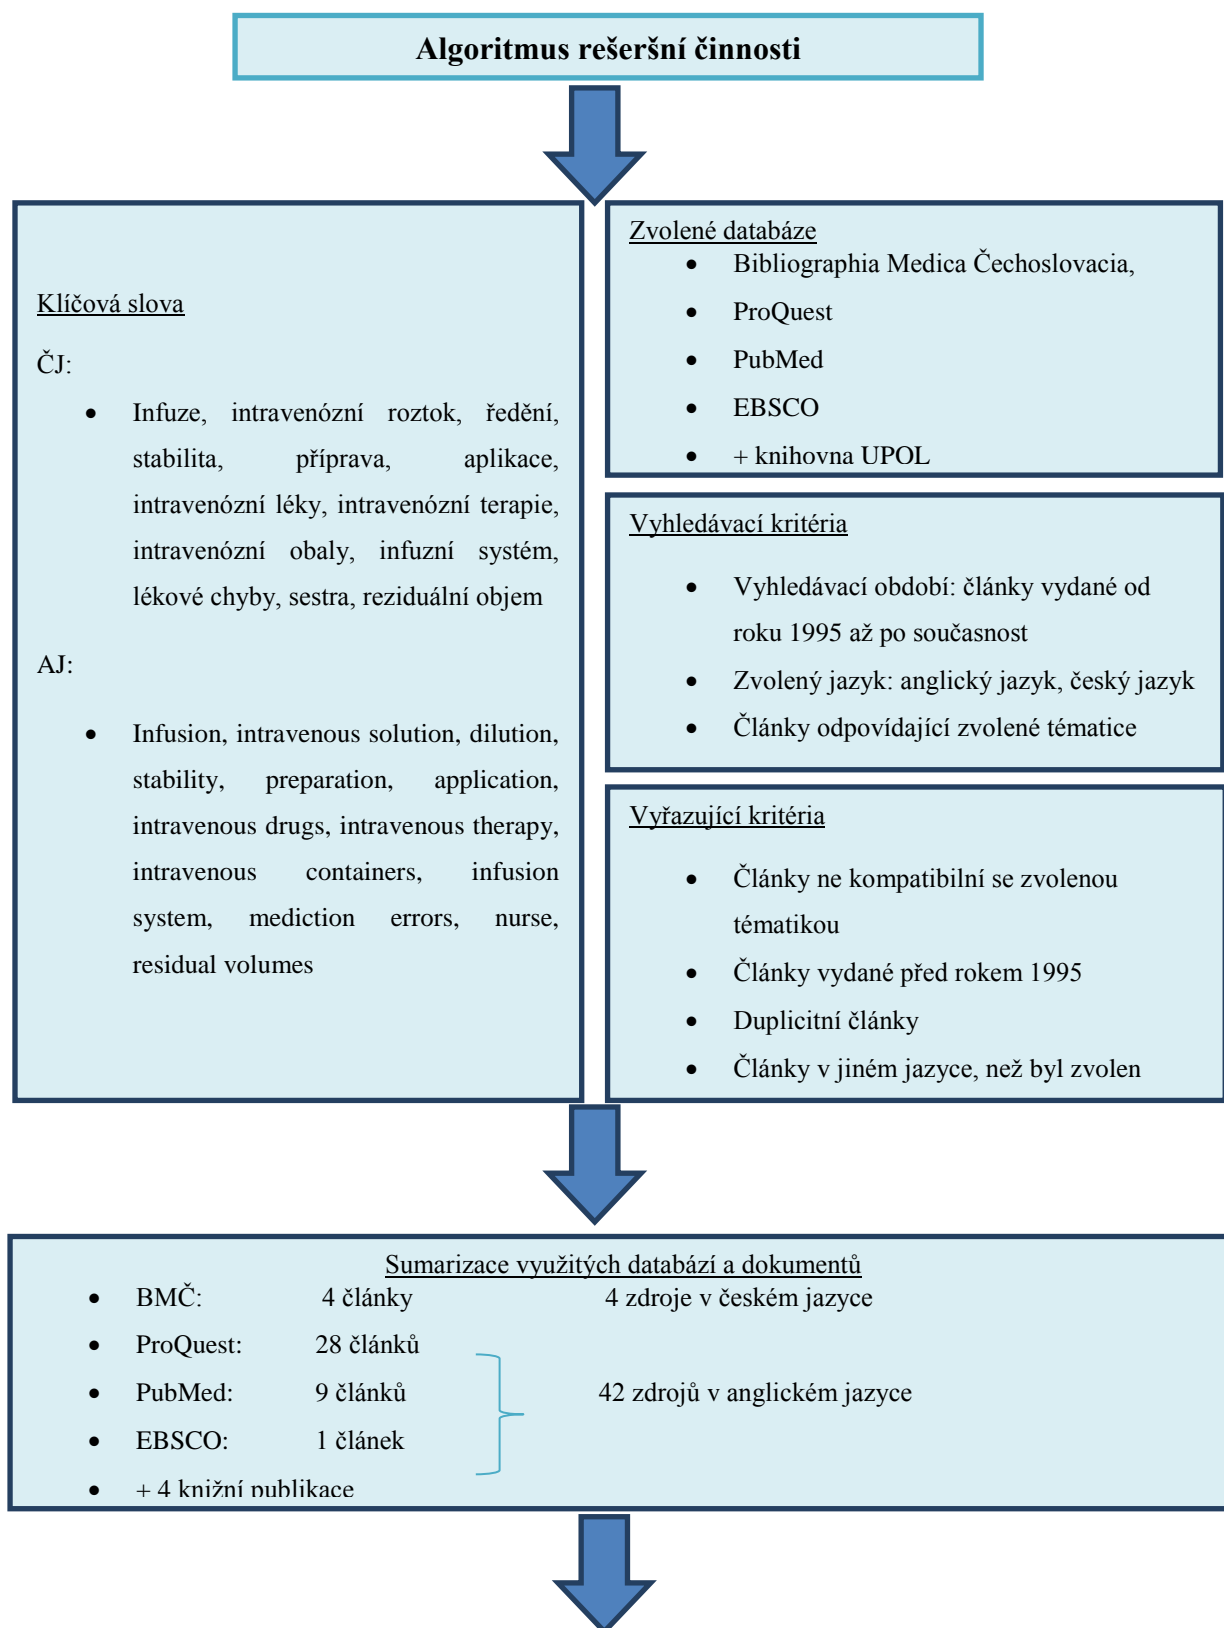 Algoritmus rešeršní činnosti
Klíčová slova
ČJ:
• Infuze, intravenózní roztok, ředění,
stabilita, příprava, aplikace,
intravenózní léky, intravenózní terapie,
intravenózní obaly, infuzní systém,
lékové chyby, sestra, reziduální objem
AJ:
• Infusion, intravenous solution, dilution,
stability, preparation, application,
intravenous drugs, intravenous therapy,
intravenous containers, infusion
system, mediction errors, nurse,
residual volumes
Zvolené databáze
• Bibliographia Medica Čechoslovacia,
• ProQuest
• PubMed
• EBSCO
• + knihovna UPOL
Vyhledávací kritéria
• Vyhledávací období: články vydané od
roku 1995 až po současnost
• Zvolený jazyk: anglický jazyk, český jazyk
• Články odpovídající zvolené tématice
Vyřazující kritéria
• Články ne kompatibilní se zvolenou
tématikou
• Články vydané před rokem 1995
• Duplicitní články
• Články v jiném jazyce, než byl zvolen
Sumarizace využitých databází a dokumentů
• BMČ: 4 články 4 zdroje v českém jazyce
• ProQuest: 28 článků
• PubMed: 9 článků 42 zdrojů v anglickém jazyce
• EBSCO: 1 článek
• + 4 knižní publikace